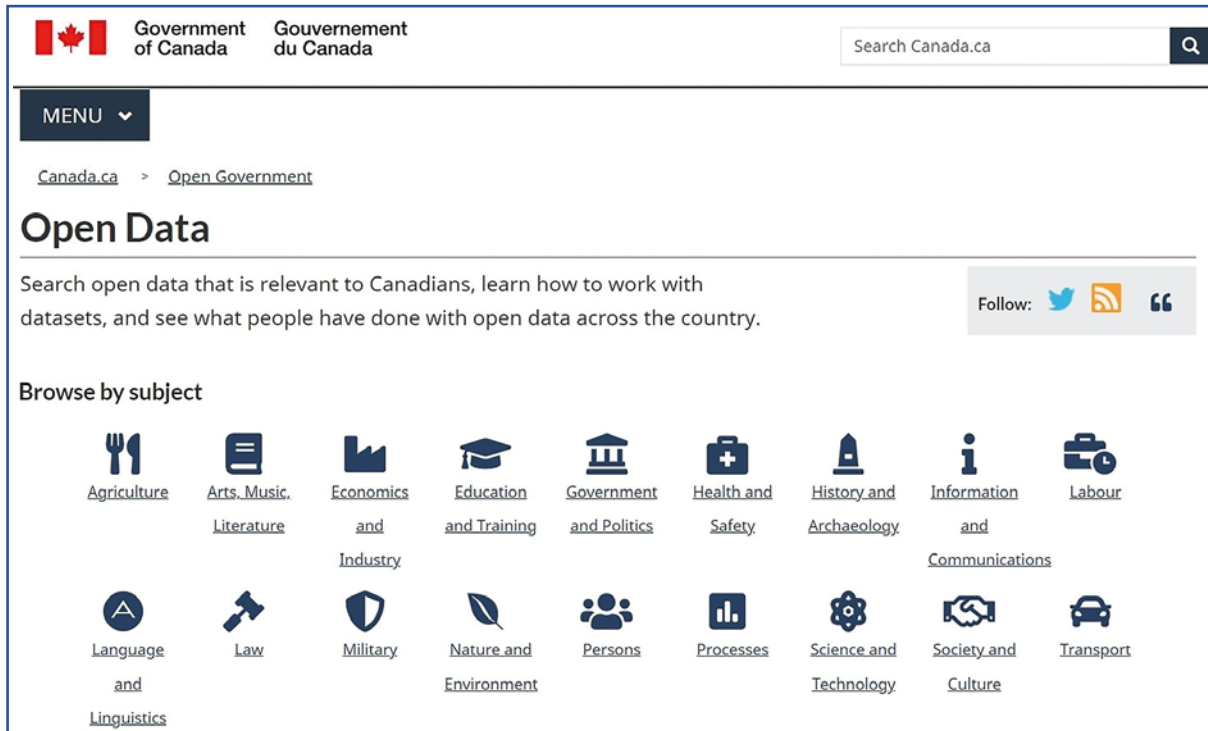 Government Gouvernement
of Canada du Canada
Search Canada.ca
MENU
Canada.ca > Open Government
Open Data
Search open data that is relevant to Canadians, learn how to work with
datasets, and see what people have done with open data across the country.
Follow:
Browse by subject
Agriculture
Arts, Music,
Literature
Economics
and
Industry
Education
and Training
Government
and Politics
Health and
Safety
History and
Archaeology
Information
and
Communications
Labour
Language
and
Linguistics
Law
Military
Nature and
Environment
Persons
Processes
Science and
Technology
Society and
Culture
Transport